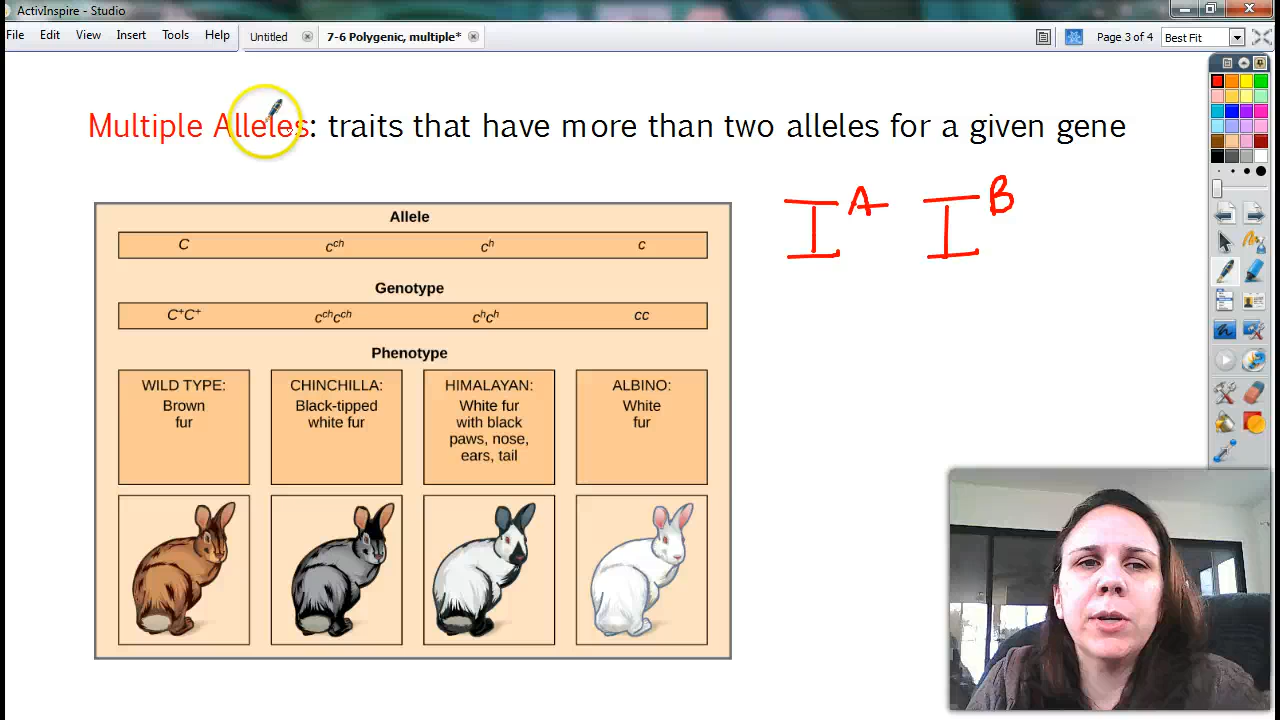 ActivInspire - Studio
File Edit View Insert Tools Help Untitled 7-6 Polygenic, multiple* Page 3 of 4 Best Fit
Multiple Alleles: traits that have more than two alleles for a given gene
I^A I^B
Allele
C c^ch c^h c
Genotype
C⁺C⁺ c^chc^ch c^hc^h cc
Phenotype
WILD TYPE:
Brown
fur
CHINCHILLA:
Black-tipped
white fur
HIMALAYAN:
White fur
with black
paws, nose,
ears, tail
ALBINO:
White
fur